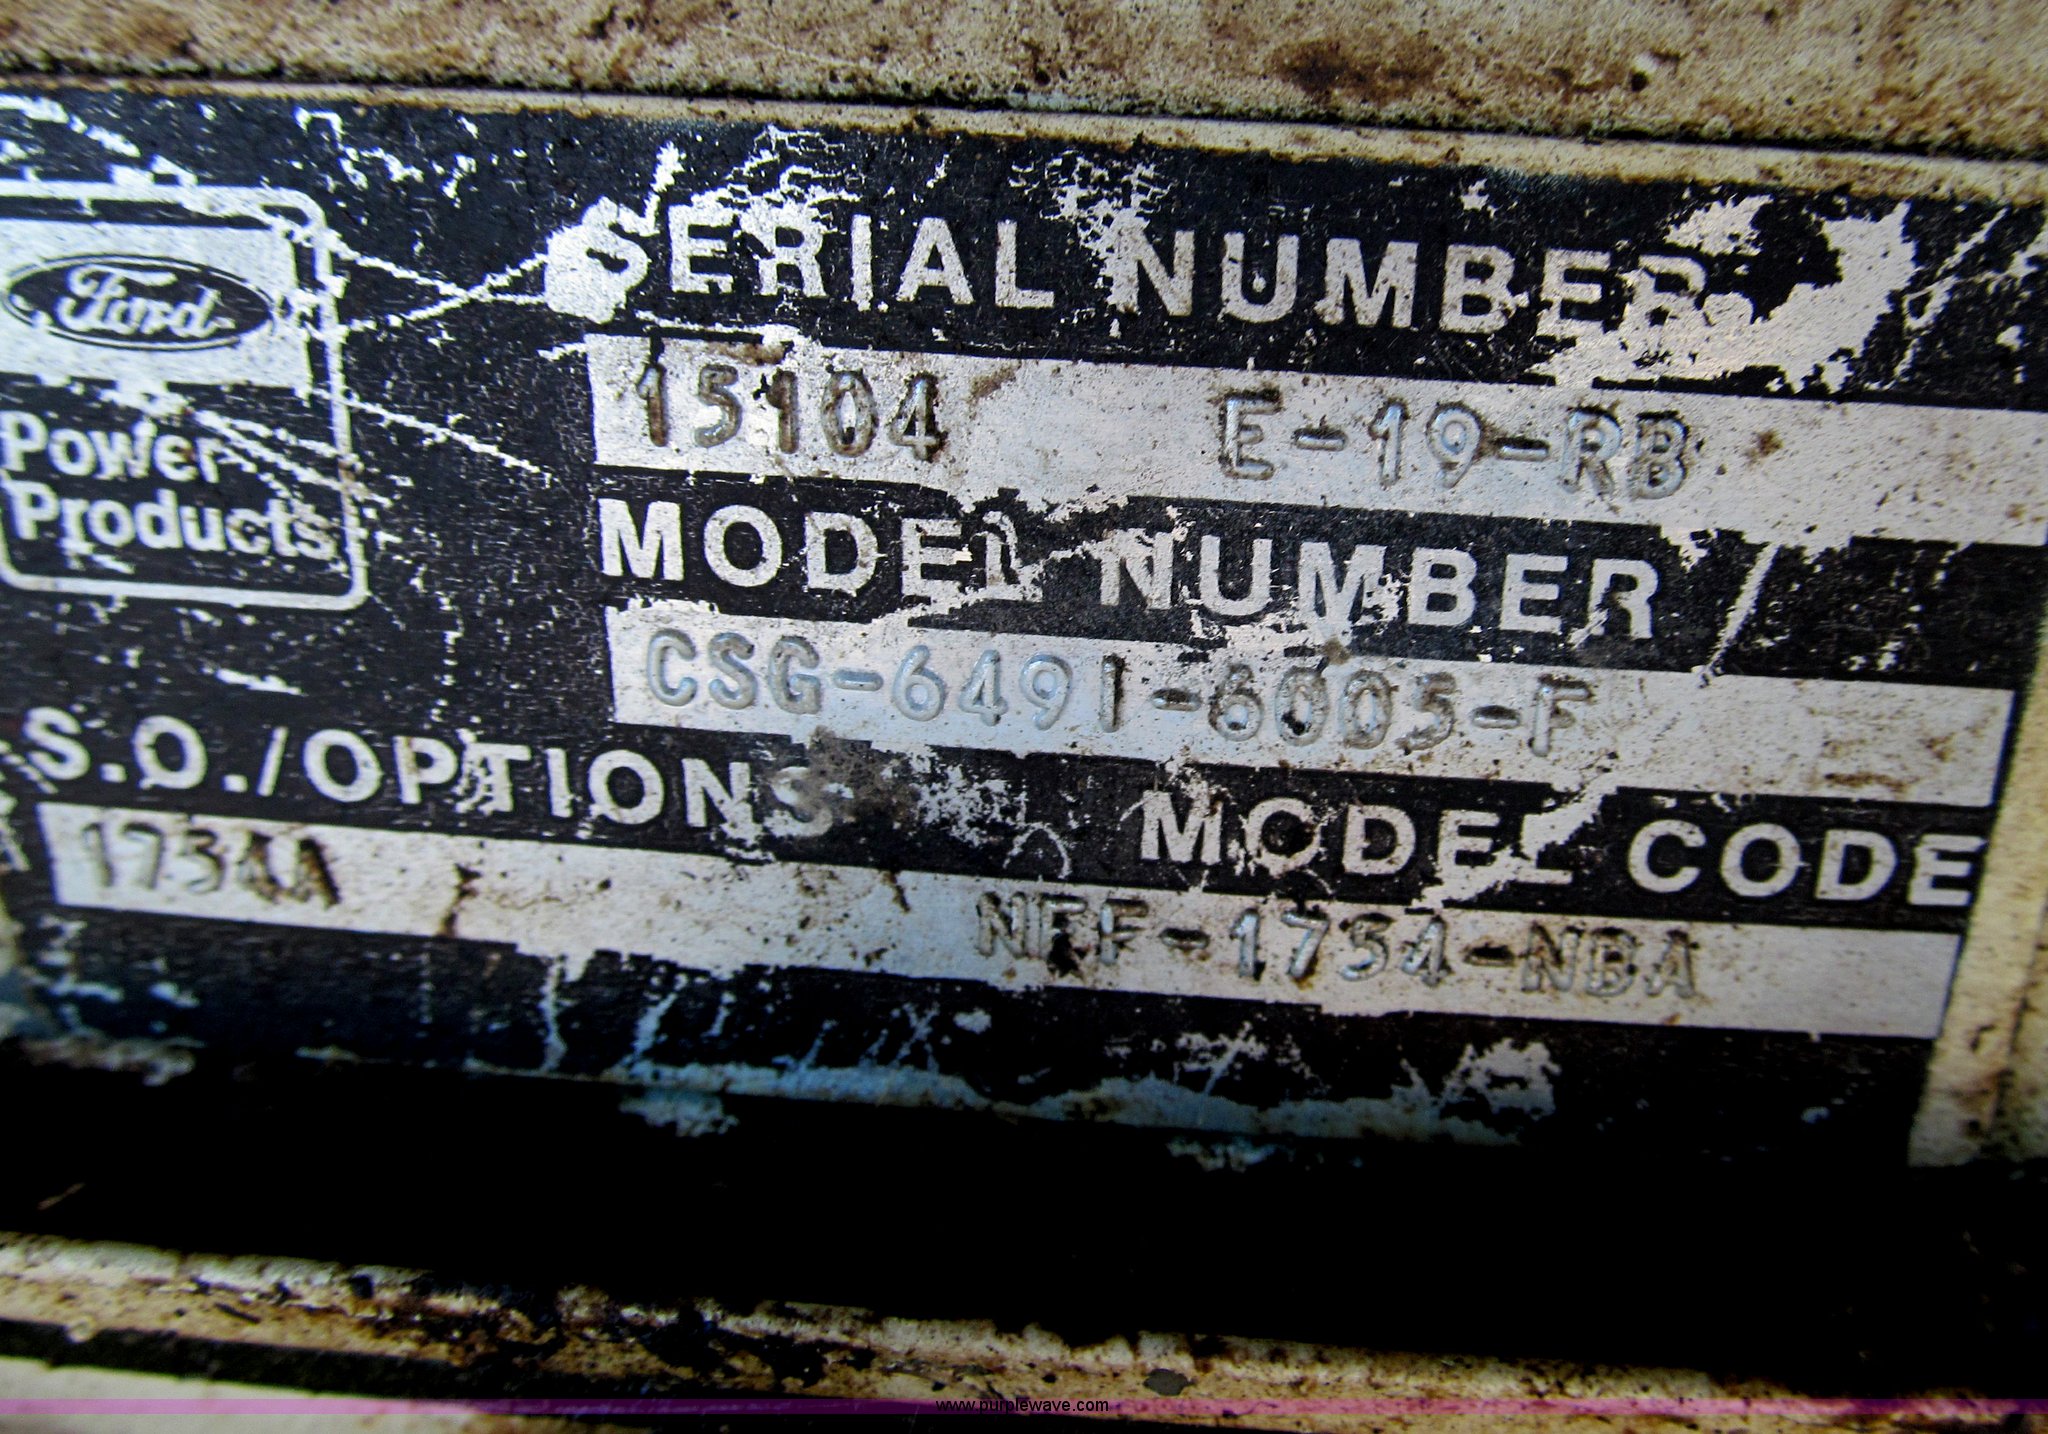 Ford
Power
Products
SERIAL NUMBER
15104 E-19-RB
MODEL NUMBER
CSG-6491-6005-F
S.O./OPTIONS MODEL CODE
1734A NFF-1734-NBA
www.purplewave.com